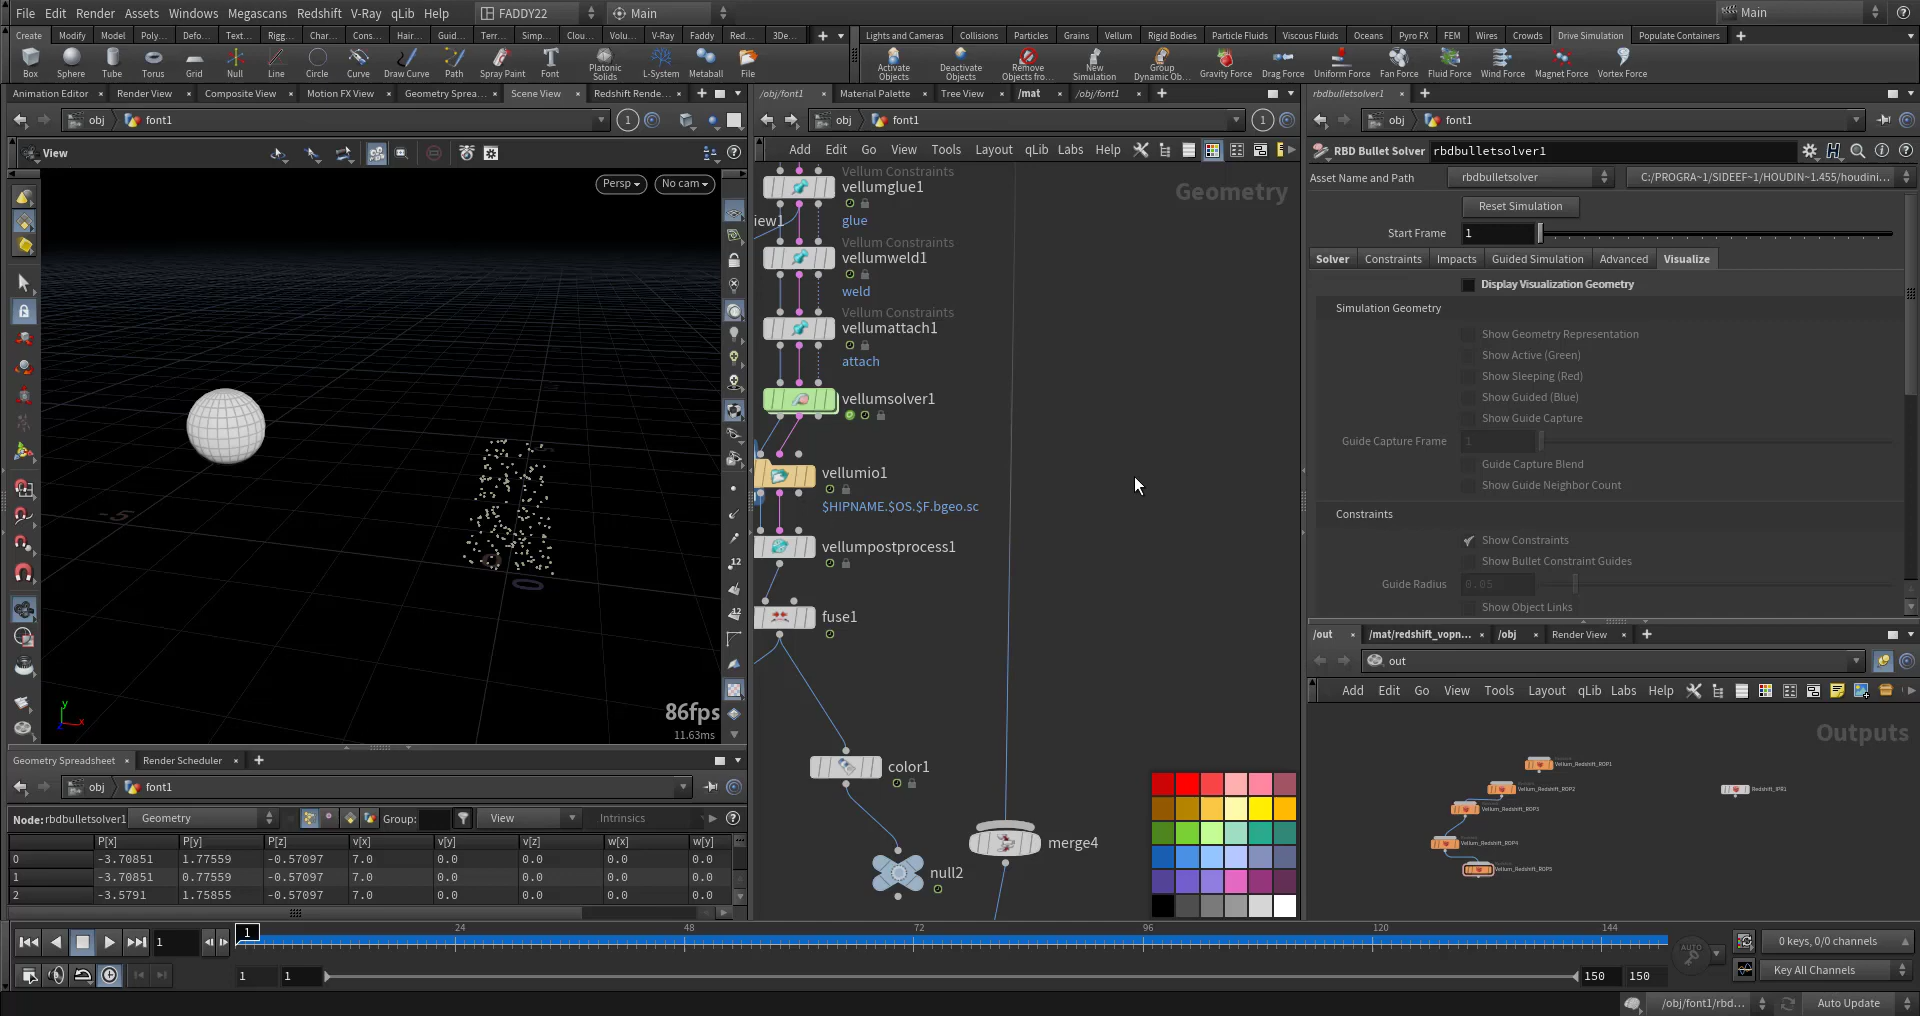 File Edit Render Assets Windows Megascans Redshift V-Ray qLib Help FADDY22 Main Main
Create Modify Model Poly... Defo... Text... Rigg... Char... Cons... Hair... Guid... Terr... Simp... Clou... Volu... V-Ray Faddy Red... 3De...
Lights and Cameras Collisions Particles Grains Vellum Rigid Bodies Particle Fluids Viscous Fluids Oceans Pyro FX FEM Wires Crowds Drive Simulation Populate Containers
Box Sphere Tube Torus Grid Null Line Circle Curve Draw Curve Path Spray Paint Font Platonic Solids L-System Metaball File
Activate Objects Deactivate Objects Remove Objects fro... New Simulation Group Dynamic Ob... Gravity Force Drag Force Uniform Force Fan Force Fluid Force Wind Force Magnet Force Vortex Force
Animation Editor Render View Composite View Motion FX View Geometry Sprea... Scene View Redshift Rende...
obj font1 1
View
Persp No cam
-5
0
86fps
11.63ms
/obj/font1 Material Palette Tree View /mat /obj/font1
obj font1 1
Add Edit Go View Tools Layout qLib Labs Help
Geometry
Vellum Constraints
vellumglue1
glue
iew1
Vellum Constraints
vellumweld1
weld
Vellum Constraints
vellumattach1
attach
vellumsolver1
vellumio1
$HIPNAME.$OS.$F.bgeo.sc
vellumpostprocess1
fuse1
color1
merge4
null2
rbdbulletsolver1
obj font1
RBD Bullet Solver rbdbulletsolver1
Asset Name and Path rbdbulletsolver C:/PROGRA~1/SIDEEF~1/HOUDIN~1.455/houdini...
Reset Simulation
Start Frame 1
Solver Constraints Impacts Guided Simulation Advanced Visualize
Display Visualization Geometry
Simulation Geometry
Show Geometry Representation
Show Active (Green)
Show Sleeping (Red)
Show Guided (Blue)
Show Guide Capture
Guide Capture Frame 1
Guide Capture Blend
Show Guide Neighbor Count
Constraints
Show Constraints
Show Bullet Constraint Guides
Guide Radius 0.05
Show Object Links
/out /mat/redshift_vopn... /obj Render View
out
Add Edit Go View Tools Layout qLib Labs Help
Outputs
Vellum_Redshift_ROP1
Vellum_Redshift_ROP2
Redshift_IPR1
Vellum_Redshift_ROP3
Vellum_Redshift_ROP4
Vellum_Redshift_ROP5
Geometry Spreadsheet Render Scheduler
obj font1
Node: rbdbulletsolver1 Geometry Group: View Intrinsics
P[x] P[y] P[z] v[x] v[y] v[z] w[x] w[y]
0 -3.70851 1.77559 -0.57097 7.0 0.0 0.0 0.0 0.0
1 -3.70851 0.77559 -0.57097 7.0 0.0 0.0 0.0 0.0
2 -3.5791 1.75855 -0.57097 7.0 0.0 0.0 0.0 0.0
1 1 24 48 72 96 120 144
AUTO
0 keys, 0/0 channels
1 1 150 150
Key All Channels
/obj/font1/rbd... Auto Update